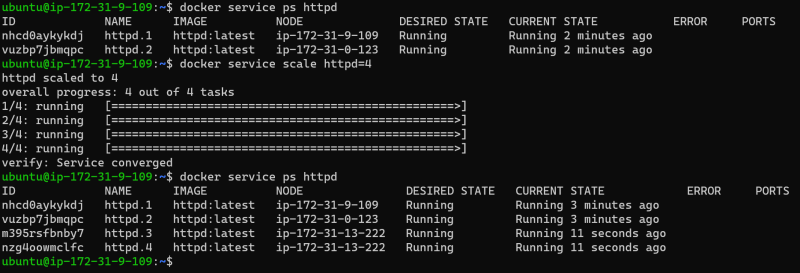 ubuntu@ip-172-31-9-109:~$ docker service ps httpd
ID             NAME      IMAGE          NODE               DESIRED STATE   CURRENT STATE           ERROR     PORTS
nhcd0aykykdj   httpd.1   httpd:latest   ip-172-31-9-109    Running         Running 2 minutes ago
vuzbp7jbmqpc   httpd.2   httpd:latest   ip-172-31-0-123    Running         Running 2 minutes ago
ubuntu@ip-172-31-9-109:~$ docker service scale httpd=4
httpd scaled to 4
overall progress: 4 out of 4 tasks
1/4: running   [==================================================>]
2/4: running   [==================================================>]
3/4: running   [==================================================>]
4/4: running   [==================================================>]
verify: Service converged
ubuntu@ip-172-31-9-109:~$ docker service ps httpd
ID             NAME      IMAGE          NODE               DESIRED STATE   CURRENT STATE            ERROR     PORTS
nhcd0aykykdj   httpd.1   httpd:latest   ip-172-31-9-109    Running         Running 3 minutes ago
vuzbp7jbmqpc   httpd.2   httpd:latest   ip-172-31-0-123    Running         Running 3 minutes ago
m395rsfbnby7   httpd.3   httpd:latest   ip-172-31-13-222   Running         Running 11 seconds ago
nzg4oowmclfc   httpd.4   httpd:latest   ip-172-31-13-222   Running         Running 11 seconds ago
ubuntu@ip-172-31-9-109:~$